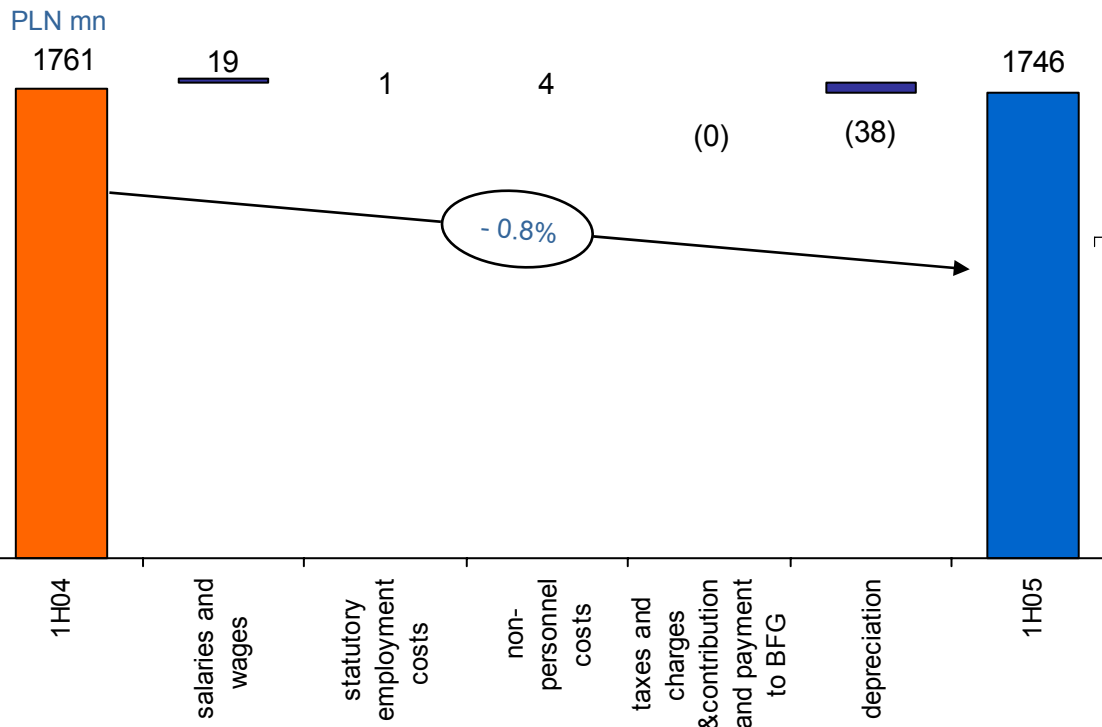 PLN mn
1761
19
1
4
(0)
(38)
1746
- 0.8%
1H04
salaries and
wages
statutory
employment
costs
non-
personnel
costs
taxes and
charges
&contribution
and payment
to BFG
depreciation
1H05